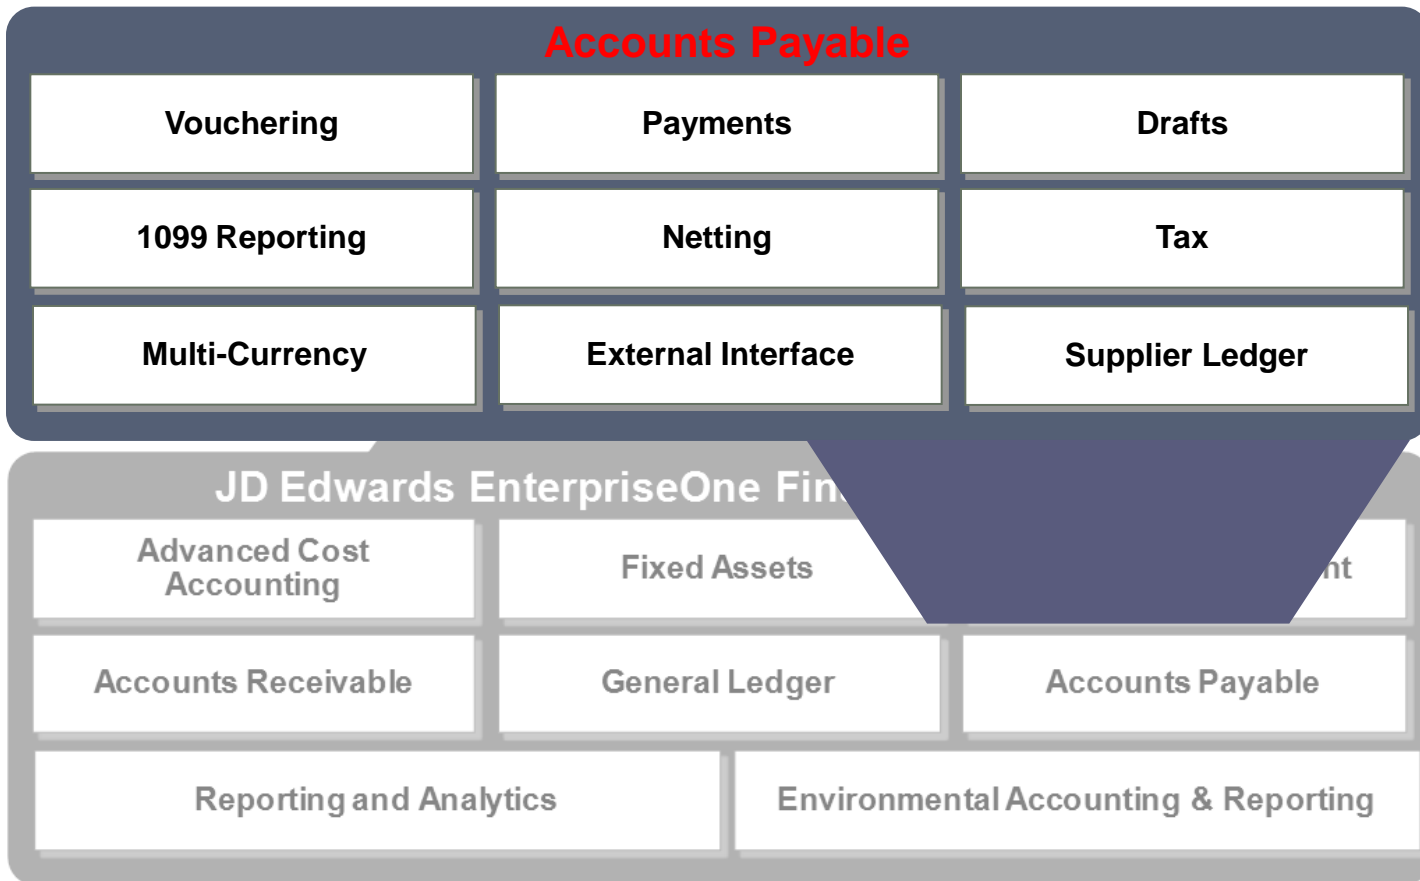 Accounts Payable
Vouchering
Payments
Drafts
1099 Reporting
Netting
Tax
Multi-Currency
External Interface
Supplier Ledger
JD Edwards EnterpriseOne
Advanced Cost
Accounting
Fixed Assets
Accounts Receivable
General Ledger
Accounts Payable
Reporting and Analytics
Environmental Accounting & Reporting